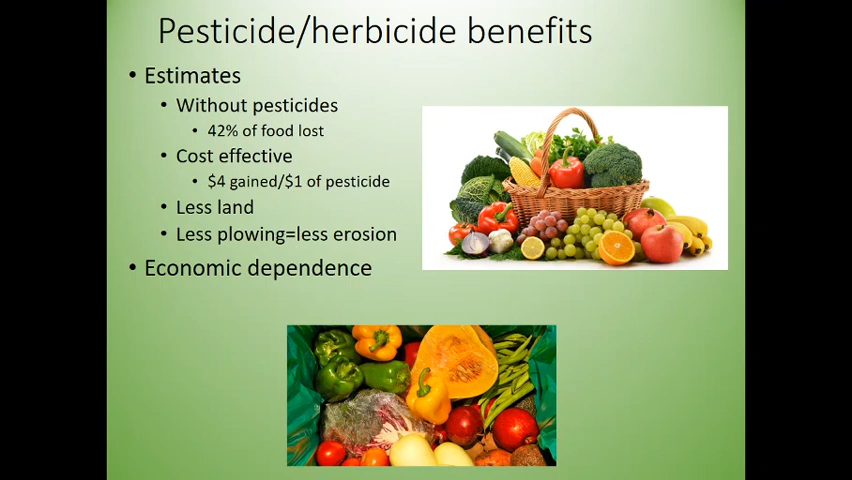 Pesticide/herbicide benefits
• Estimates
• Without pesticides
• 42% of food lost
• Cost effective
• $4 gained/$1 of pesticide
• Less land
• Less plowing=less erosion
• Economic dependence